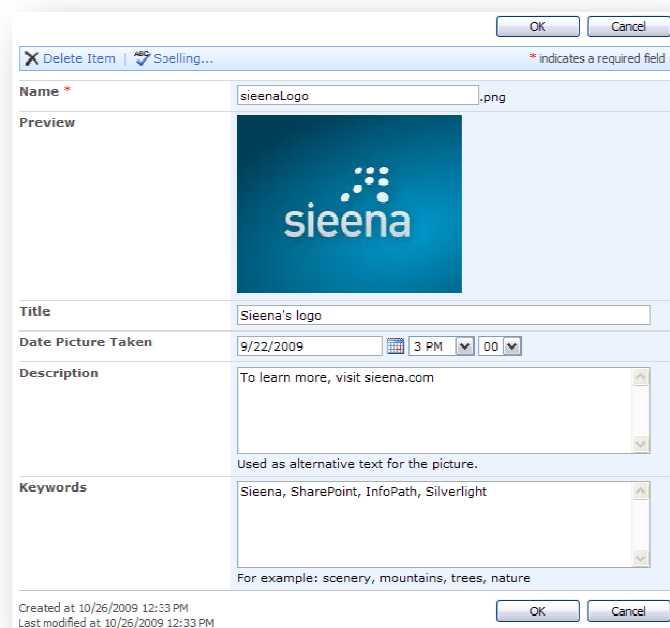 OK Cancel
Delete Item | Spelling... * indicates a required field
Name *
sieenaLogo .png
Preview
sieena
Title
Sieena's logo
Date Picture Taken
9/22/2009 3 PM 00
Description
To learn more, visit sieena.com
Used as alternative text for the picture.
Keywords
Sieena, SharePoint, InfoPath, Silverlight
For example: scenery, mountains, trees, nature
Created at 10/26/2009 12:33 PM
OK Cancel
Last modified at 10/26/2009 12:33 PM